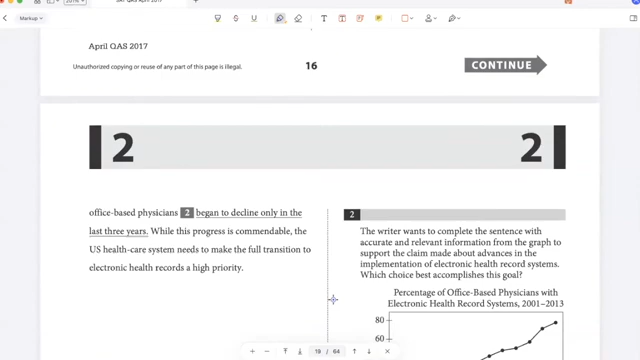 SAT QAS April 2017
201%
Markup
April QAS 2017
Unauthorized copying or reuse of any part of this page is illegal.
16
CONTINUE
2
2
office-based physicians 2 began to decline only in the
last three years. While this progress is commendable, the
US health-care system needs to make the full transition to
electronic health records a high priority.
2
The writer wants to complete the sentence with
accurate and relevant information from the graph to
support the claim made about advances in the
implementation of electronic health record systems.
Which choice best accomplishes this goal?
Percentage of Office-Based Physicians with
Electronic Health Record Systems, 2001–2013
80
60
19 / 64